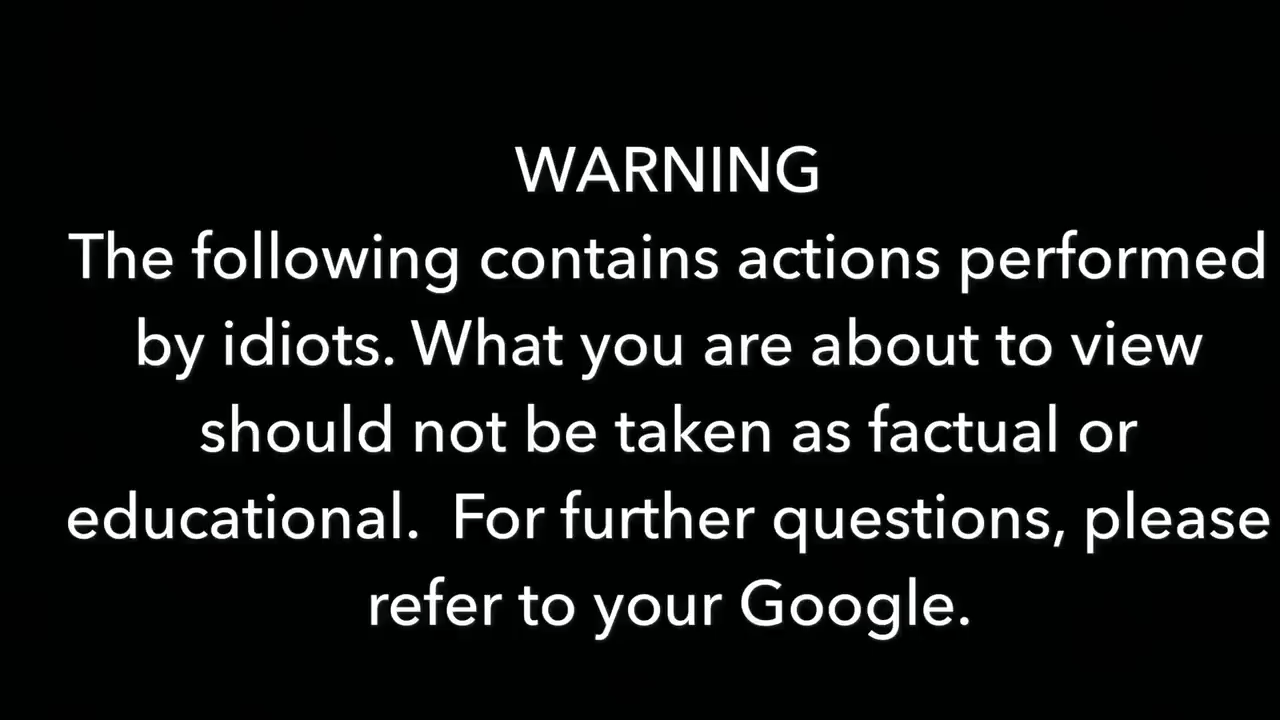 WARNING
The following contains actions performed
by idiots. What you are about to view
should not be taken as factual or
educational.  For further questions, please
refer to your Google.